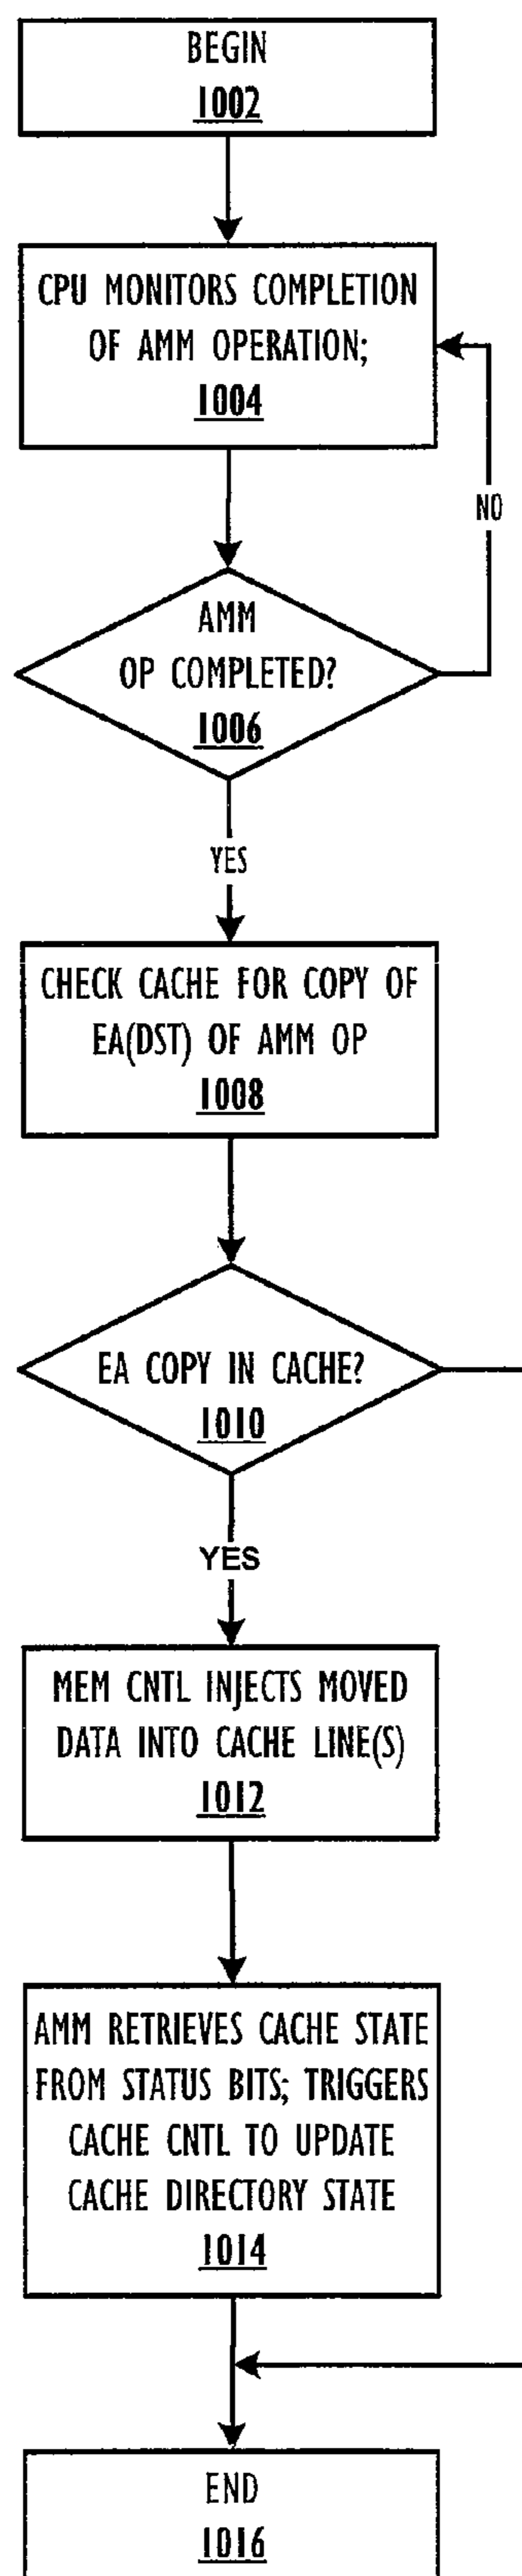 BEGIN
1002
CPU MONITORS COMPLETION
OF AMM OPERATION;
1004
NO
AMM
OP COMPLETED?
1006
YES
CHECK CACHE FOR COPY OF
EA(DST) OF AMM OP
1008
EA COPY IN CACHE?
1010
YES
MEM CNTL INJECTS MOVED
DATA INTO CACHE LINE(S)
1012
AMM RETRIEVES CACHE STATE
FROM STATUS BITS; TRIGGERS
CACHE CNTL TO UPDATE
CACHE DIRECTORY STATE
1014
END
1016